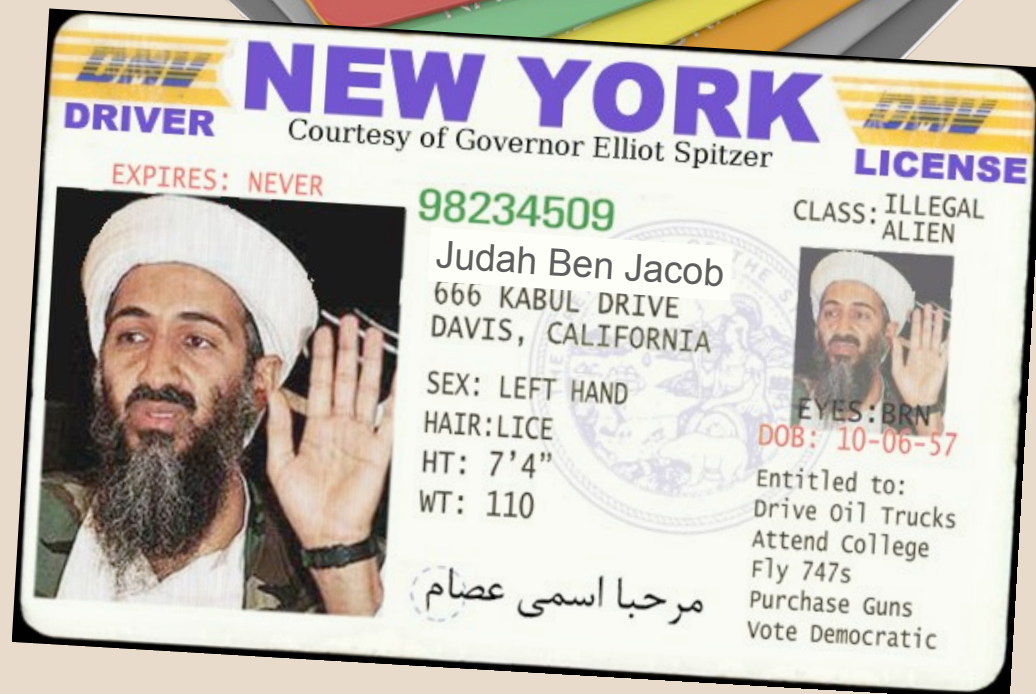 DMV
NEW YORK
DMV
DRIVER
Courtesy of Governor Elliot Spitzer
LICENSE
EXPIRES: NEVER
98234509
CLASS: ILLEGAL
ALIEN
Judah Ben Jacob
666 KABUL DRIVE
DAVIS, CALIFORNIA
SEX: LEFT HAND
HAIR:LICE
HT: 7'4”
WT: 110
EYES:BRN
DOB: 10-06-57
Entitled to:
Drive Oil Trucks
Attend College
Fly 747s
Purchase Guns
Vote Democratic
مرحبا اسمى عصام